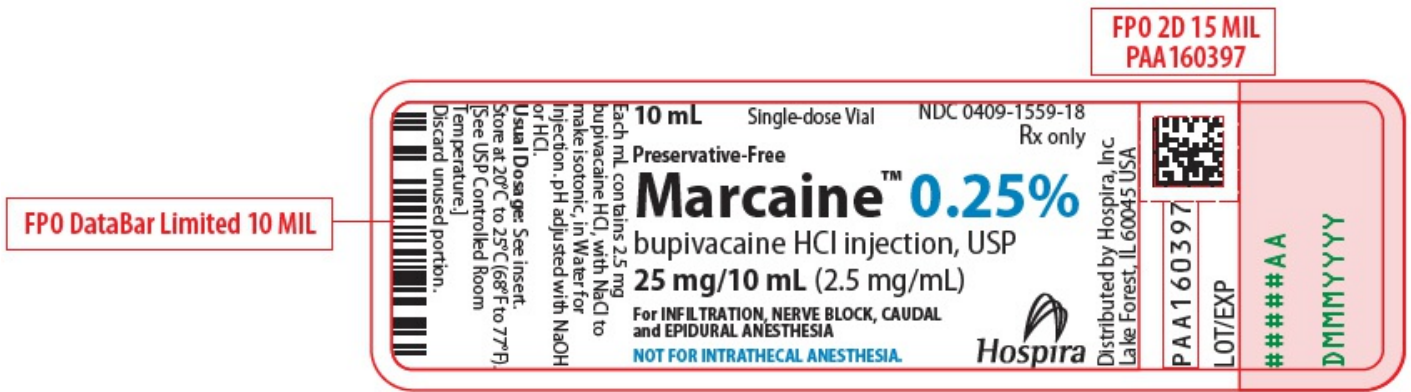 FPO 2D 15 MIL
PAA160397
FPO DataBar Limited 10 MIL
Each mL contains 2.5 mg
bupivacaine HCl, with NaCl to
make isotonic, in Water for
Injection. pH adjusted with NaOH
or HCl.
Usual Dosage: See insert.
Store at 20°C to 25°C (68°F to 77°F).
[See USP Controlled Room
Temperature.]
Discard unused portion.
10 mL Single-dose Vial NDC 0409-1559-18
Rx only
Preservative-Free
Marcaine™ 0.25%
bupivacaine HCl injection, USP
25 mg/10 mL (2.5 mg/mL)
For INFILTRATION, NERVE BLOCK, CAUDAL
and EPIDURAL ANESTHESIA
NOT FOR INTRATHECAL ANESTHESIA.
Hospira
Distributed by Hospira, Inc.
Lake Forest, IL 60045 USA
PAA160397
LOT/EXP
#####AA
DMMMYYYY